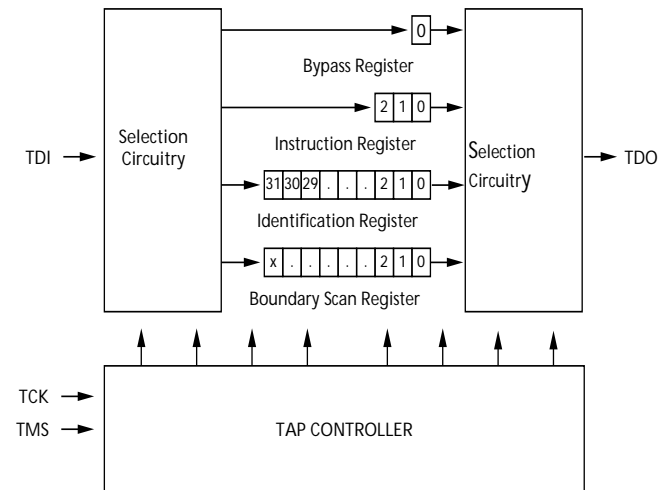 0
Bypass Register
2 1 0
Selection
Circuitry
Instruction Register
Selection
Circuitry
TDI
TDO
31 30 29 . . . 2 1 0
Identification Register
x . . . . . 2 1 0
Boundary Scan Register
TCK
TMS
TAP CONTROLLER